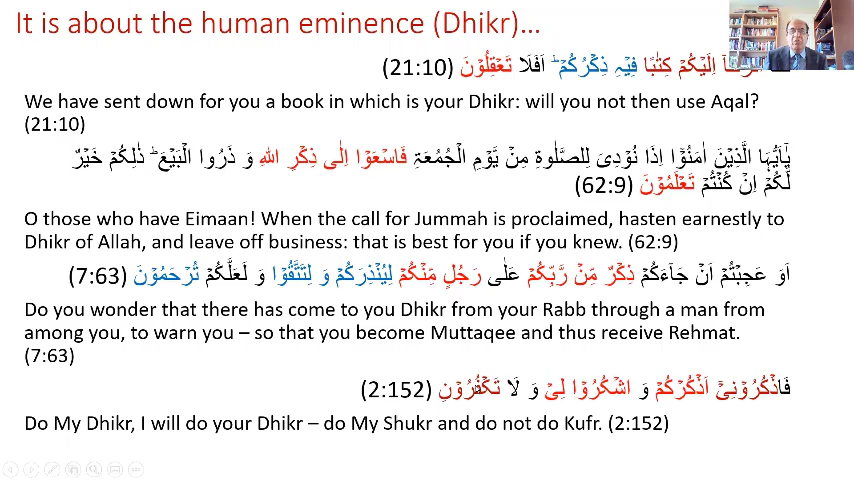 It is about the human eminence (Dhikr)…
اِلَیۡکُمۡ کِتٰبًا فِیۡہِ ذِکۡرُکُمۡ ؕ اَفَلَا تَعۡقِلُوۡنَ (21:10)
We have sent down for you a book in which is your Dhikr: will you not then use Aqal?
(21:10)
یٰۤاَیُّہَا الَّذِیۡنَ اٰمَنُوۡۤا اِذَا نُوۡدِیَ لِلصَّلٰوۃِ مِنۡ یَّوۡمِ الۡجُمُعَۃِ فَاسۡعَوۡا اِلٰی ذِکۡرِ اللّٰہِ وَ ذَرُوا الۡبَیۡعَ ؕ ذٰلِکُمۡ خَیۡرٌ
لَّکُمۡ اِنۡ کُنۡتُمۡ تَعۡلَمُوۡنَ (62:9)
O those who have Eimaan! When the call for Jummah is proclaimed, hasten earnestly to
Dhikr of Allah, and leave off business: that is best for you if you knew. (62:9)
اَوَ عَجِبۡتُمۡ اَنۡ جَآءَکُمۡ ذِکۡرٌ مِّنۡ رَّبِّکُمۡ عَلٰی رَجُلٍ مِّنۡکُمۡ لِیُنۡذِرَکُمۡ وَ لِتَتَّقُوۡا وَ لَعَلَّکُمۡ تُرۡحَمُوۡنَ (7:63)
Do you wonder that there has come to you Dhikr from your Rabb through a man from
among you, to warn you – so that you become Muttaqee and thus receive Rehmat.
(7:63)
فَاذۡکُرُوۡنِیۡۤ اَذۡکُرۡکُمۡ وَ اشۡکُرُوۡا لِیۡ وَ لَا تَکۡفُرُوۡنِ (2:152)
Do My Dhikr, I will do your Dhikr – do My Shukr and do not do Kufr. (2:152)